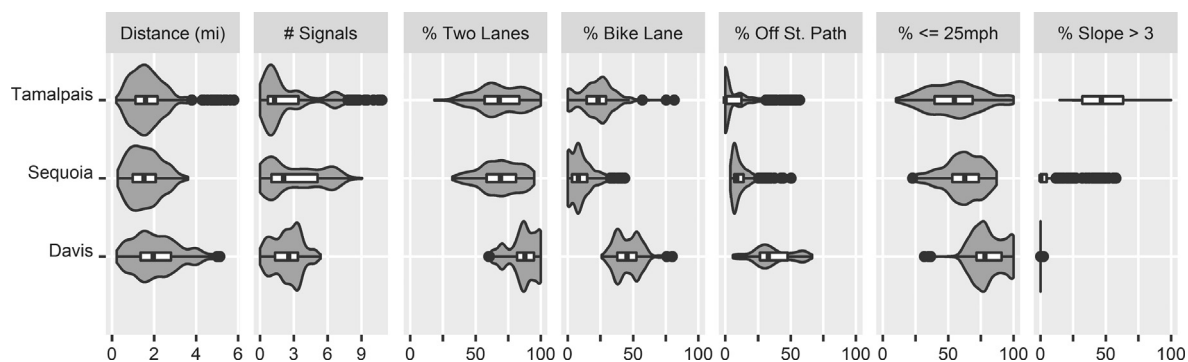 Distance (mi) # Signals % Two Lanes % Bike Lane % Off St. Path % <= 25mph % Slope > 3
Tamalpais
Sequoia
Davis
0 2 4 6 0 3 6 9 0 50 100 0 50 100 0 50 100 0 50 100 0 50 100